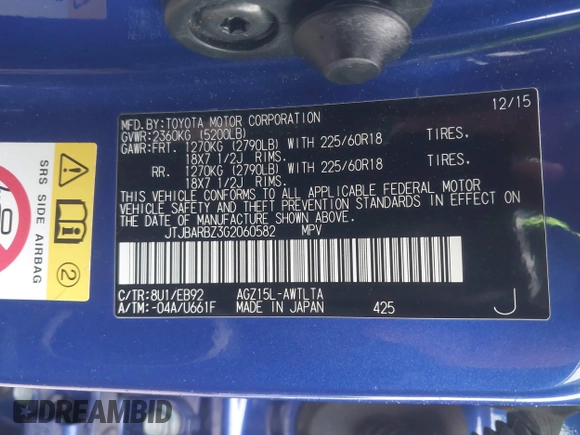 12/15
MFD.BY:TOYOTA MOTOR CORPORATION
GVWR:2360KG (5200LB)
GAWR:FRT. 1270KG (2790LB) WITH 225/60R18 TIRES.
18X7 1/2J RIMS.
RR. 1270KG (2790LB) WITH 225/60R18 TIRES.
18X7 1/2J RIMS.
THIS VEHICLE CONFORMS TO ALL APPLICABLE FEDERAL MOTOR
VEHICLE SAFETY AND THEFT PREVENTION STANDARDS IN EFFECT ON
THE DATE OF MANUFACTURE SHOWN ABOVE.
JTJBARBZ3G2060582 MPV
C/TR:8U1/EB92 AGZ15L-AWTLTA
A/TM:-04A/U661F MADE IN JAPAN 425 J
SRS SIDE AIRBAG
2
DREAMBID